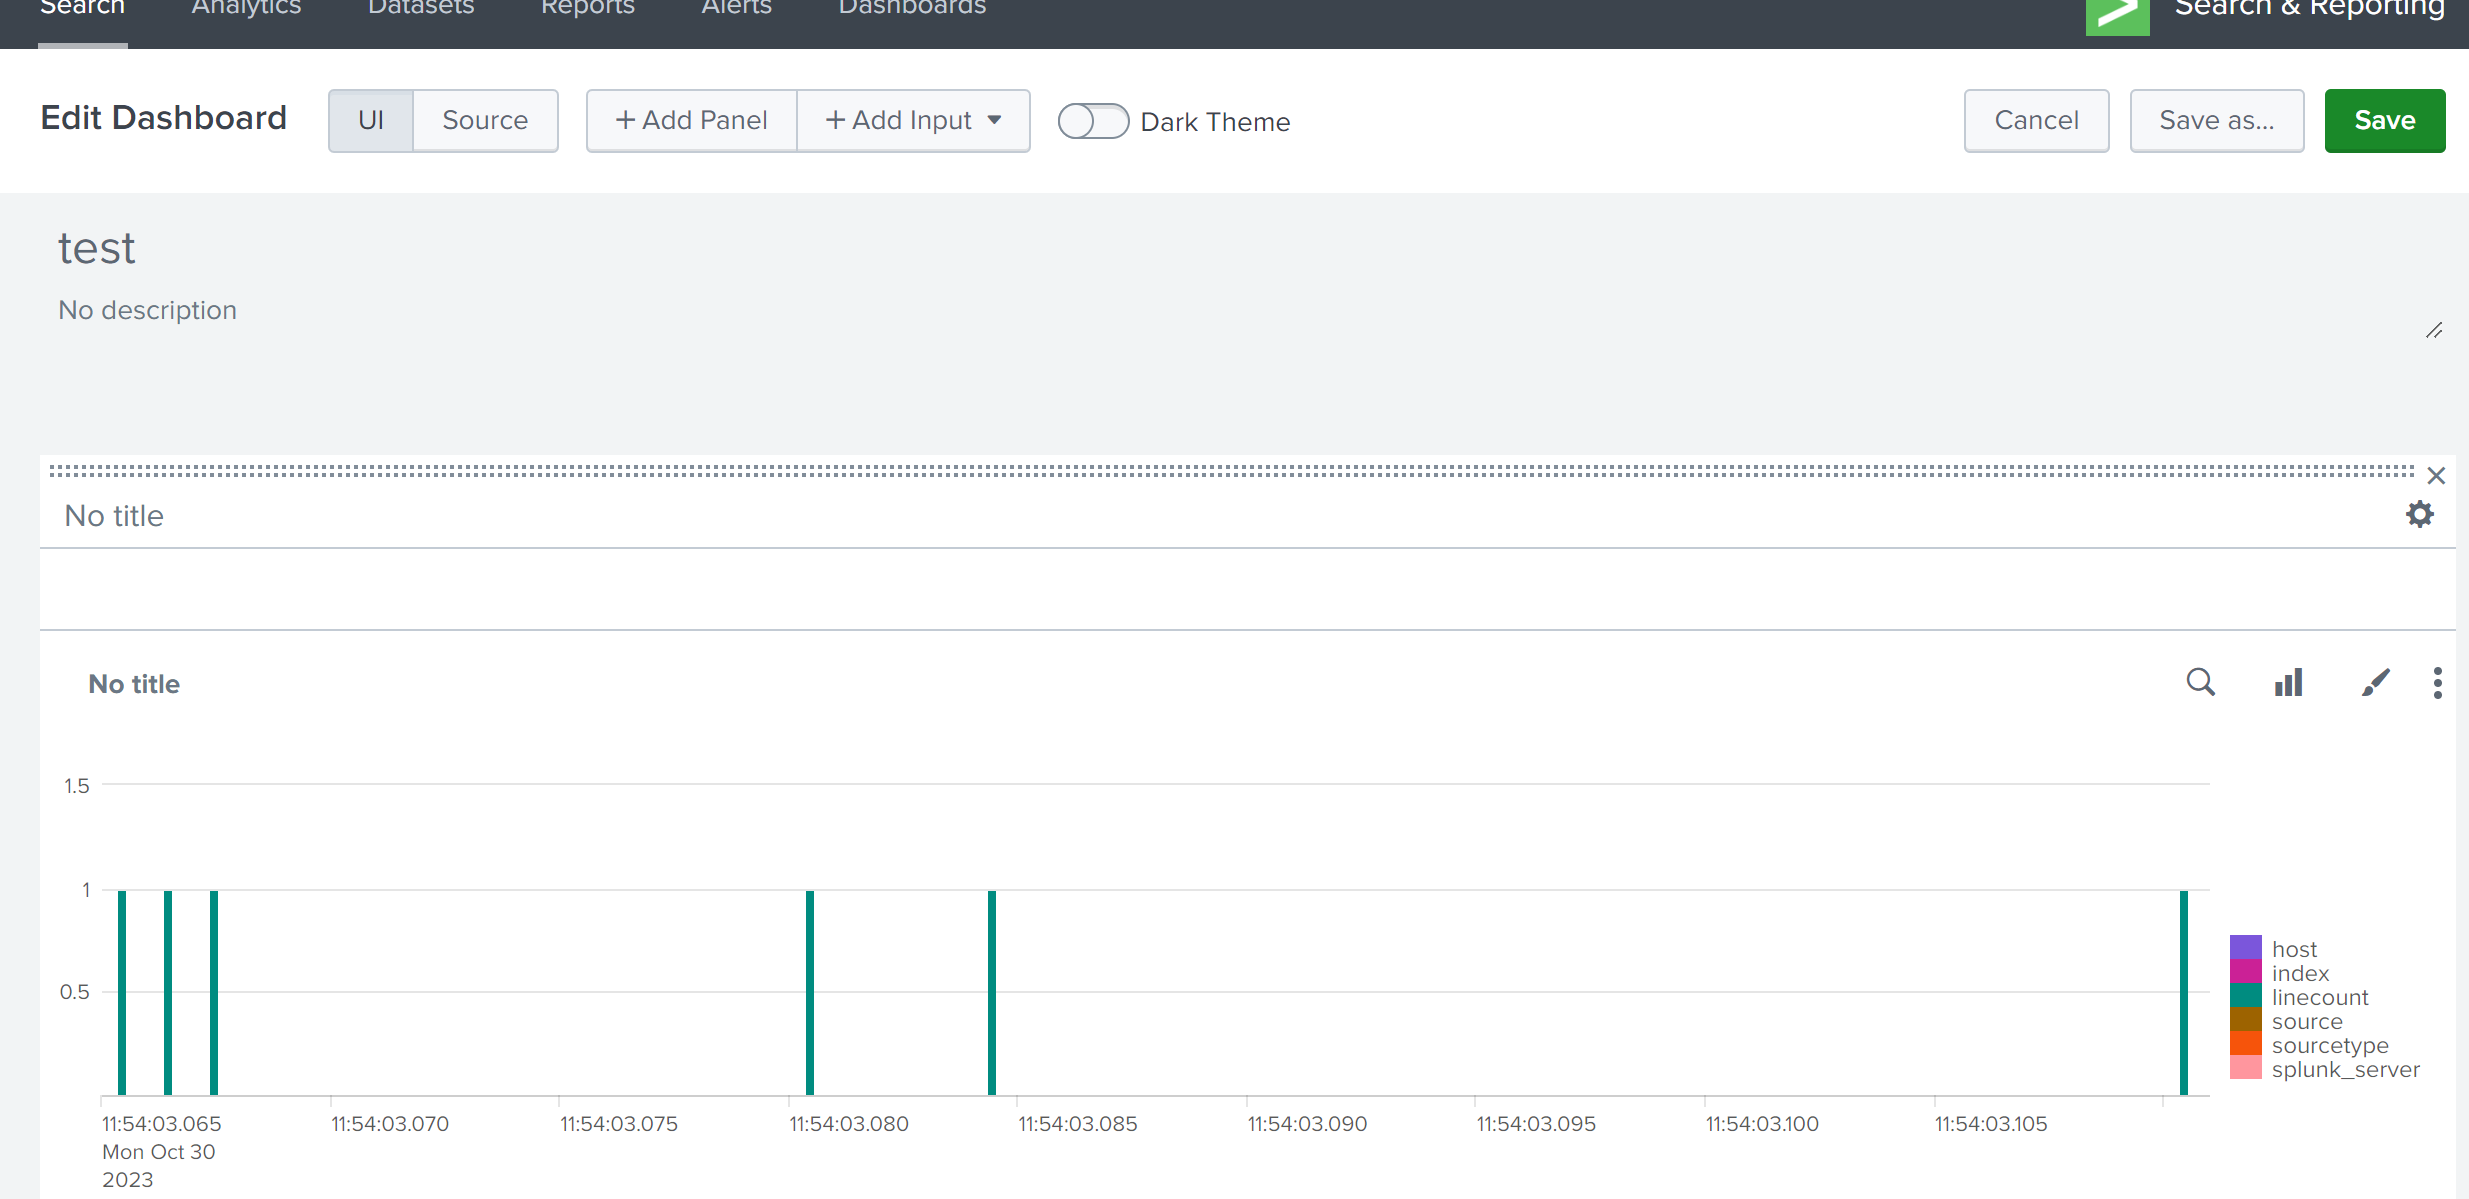 Search Analytics Datasets Reports Alerts Dashboards Search & Reporting
Edit Dashboard UI Source + Add Panel + Add Input Dark Theme Cancel Save as... Save
test
No description
No title
No title
1.5
1
0.5
host
index
linecount
source
sourcetype
splunk_server
11:54:03.065 11:54:03.070 11:54:03.075 11:54:03.080 11:54:03.085 11:54:03.090 11:54:03.095 11:54:03.100 11:54:03.105
Mon Oct 30
2023